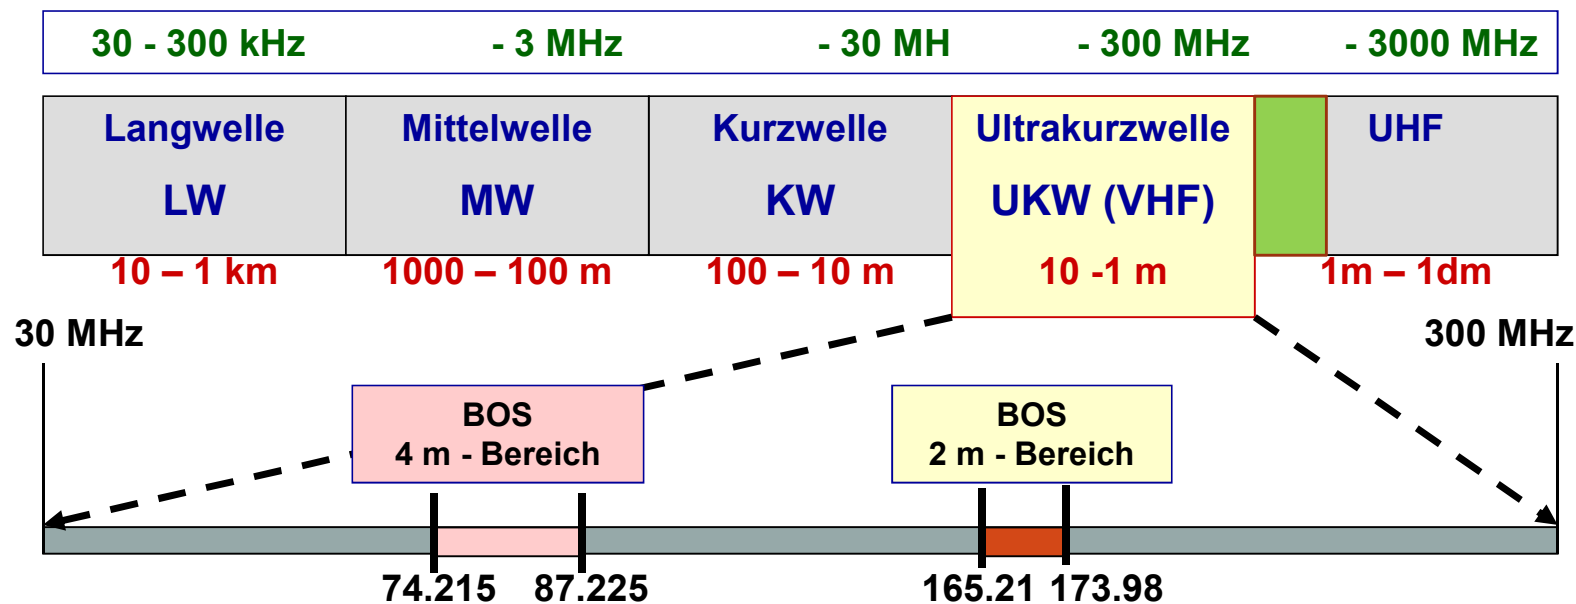 30 - 300 kHz - 3 MHz - 30 MH - 300 MHz - 3000 MHz
Langwelle Mittelwelle Kurzwelle Ultrakurzwelle UHF
LW MW KW UKW (VHF)
10 – 1 km 1000 – 100 m 100 – 10 m 10 -1 m 1m – 1dm
30 MHz 300 MHz
BOS BOS
4 m - Bereich 2 m - Bereich
74.215 87.225 165.21 173.98